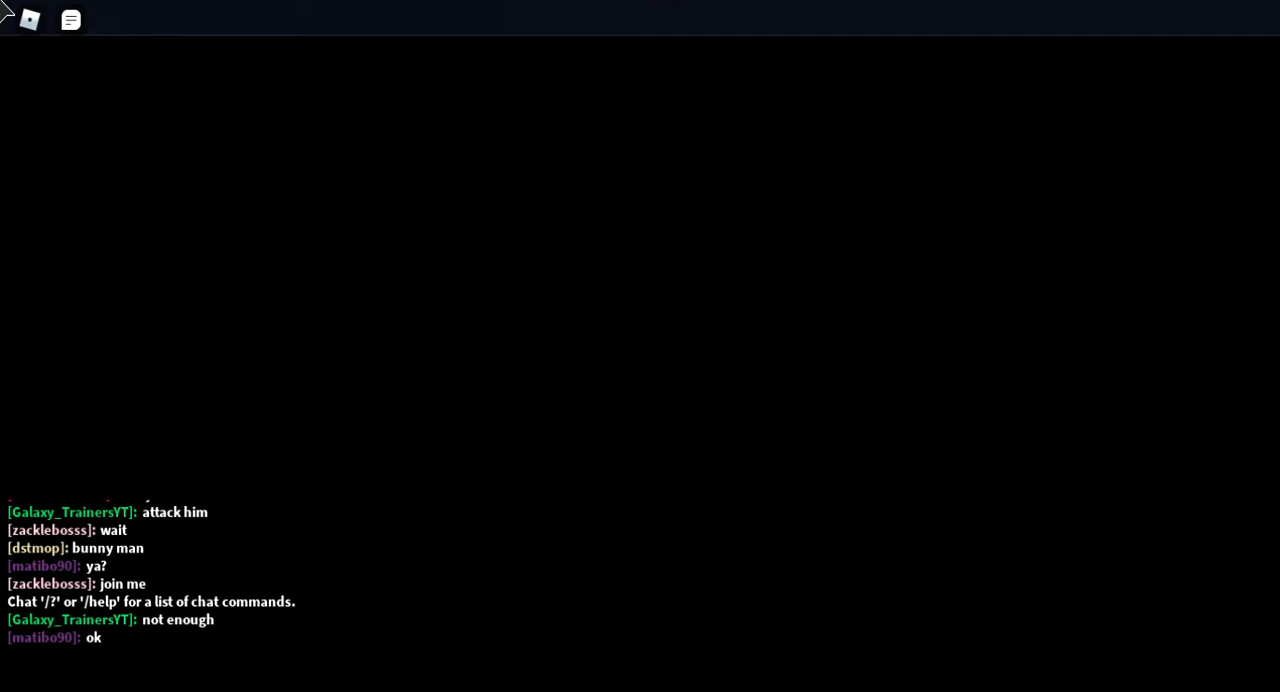 [Galaxy_TrainersYT]: attack him
[zacklebosss]: wait
[dstmop]: bunny man
[matibo90]: ya?
[zacklebosss]: join me
Chat '/?' or '/help' for a list of chat commands.
[Galaxy_TrainersYT]: not enough
[matibo90]: ok